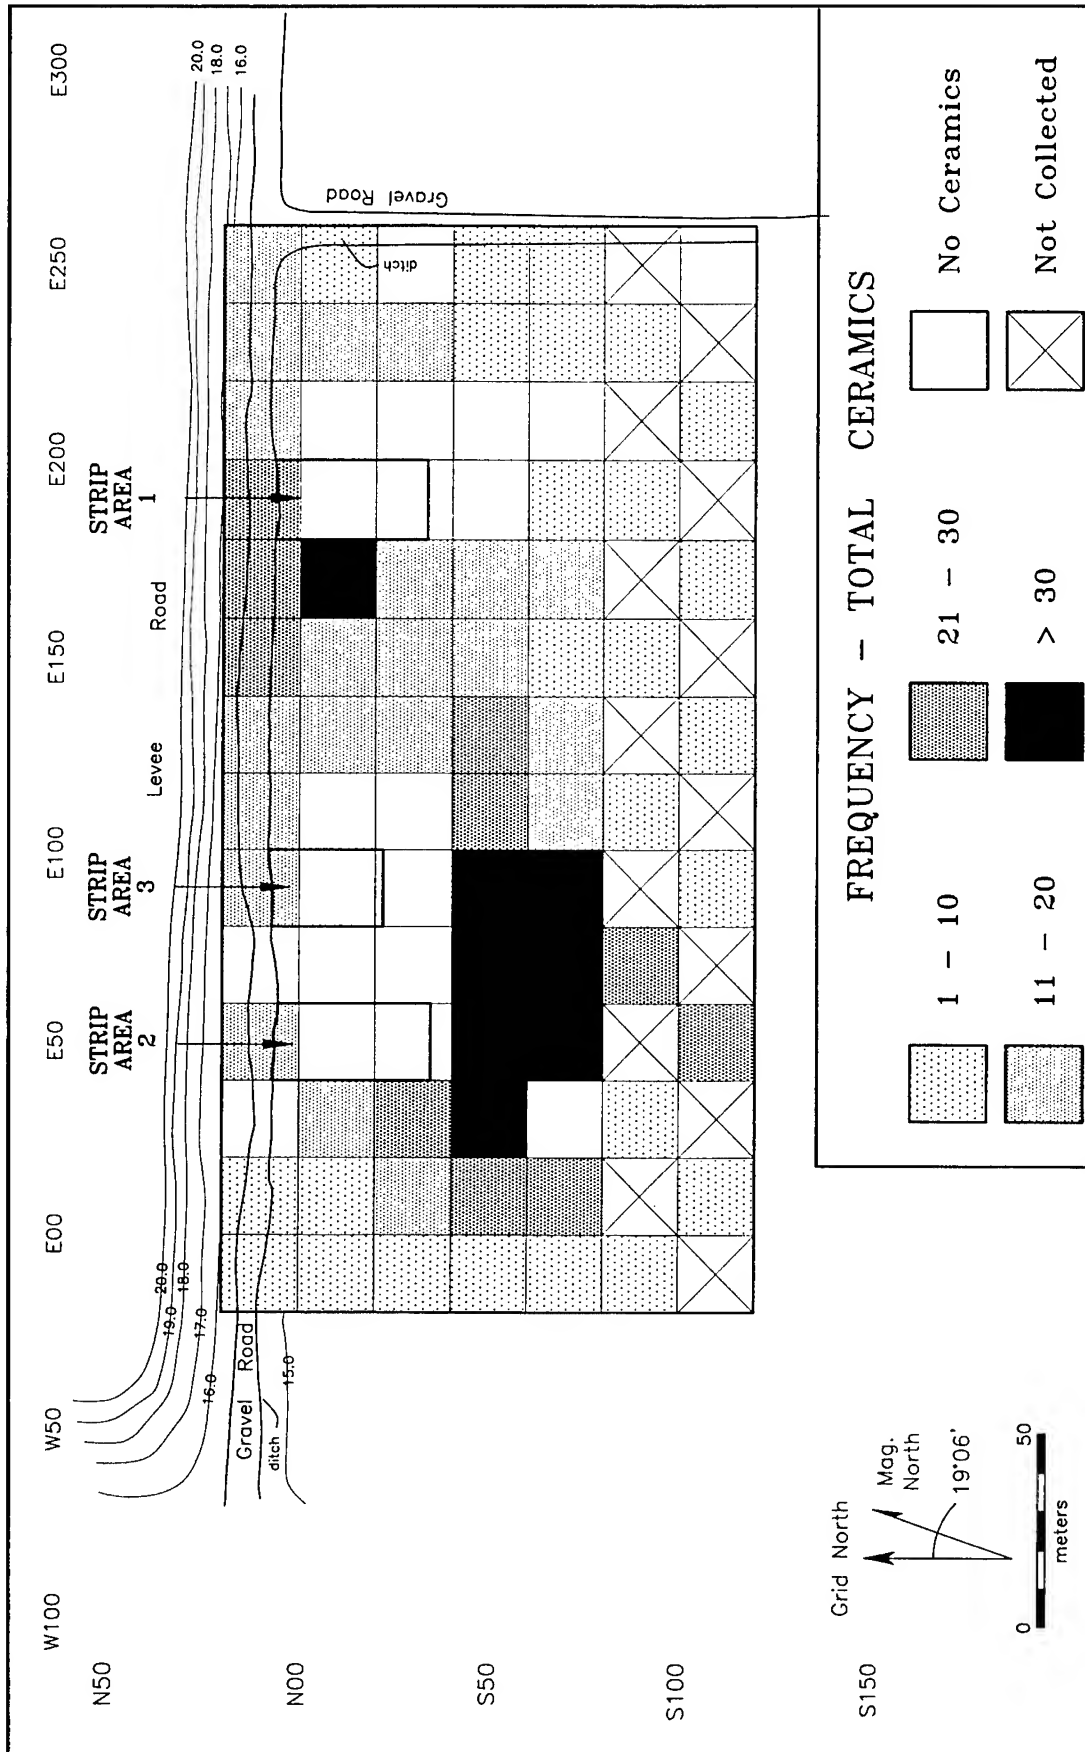 W100
W50
E00
E50
E100
E150
E200
E250
E300
N50
N00
S50
S100
S150
STRIP
AREA
2
STRIP
AREA
3
STRIP
AREA
1
Levee
Road
20.0
19.0
18.0
17.0
16.0
15.0
20.0
18.0
16.0
Gravel Road
ditch
Gravel Road
ditch
Grid North
Mag.
North
19°06'
0
50
meters
FREQUENCY - TOTAL CERAMICS
1 - 10
21 - 30
No Ceramics
11 - 20
> 30
Not Collected